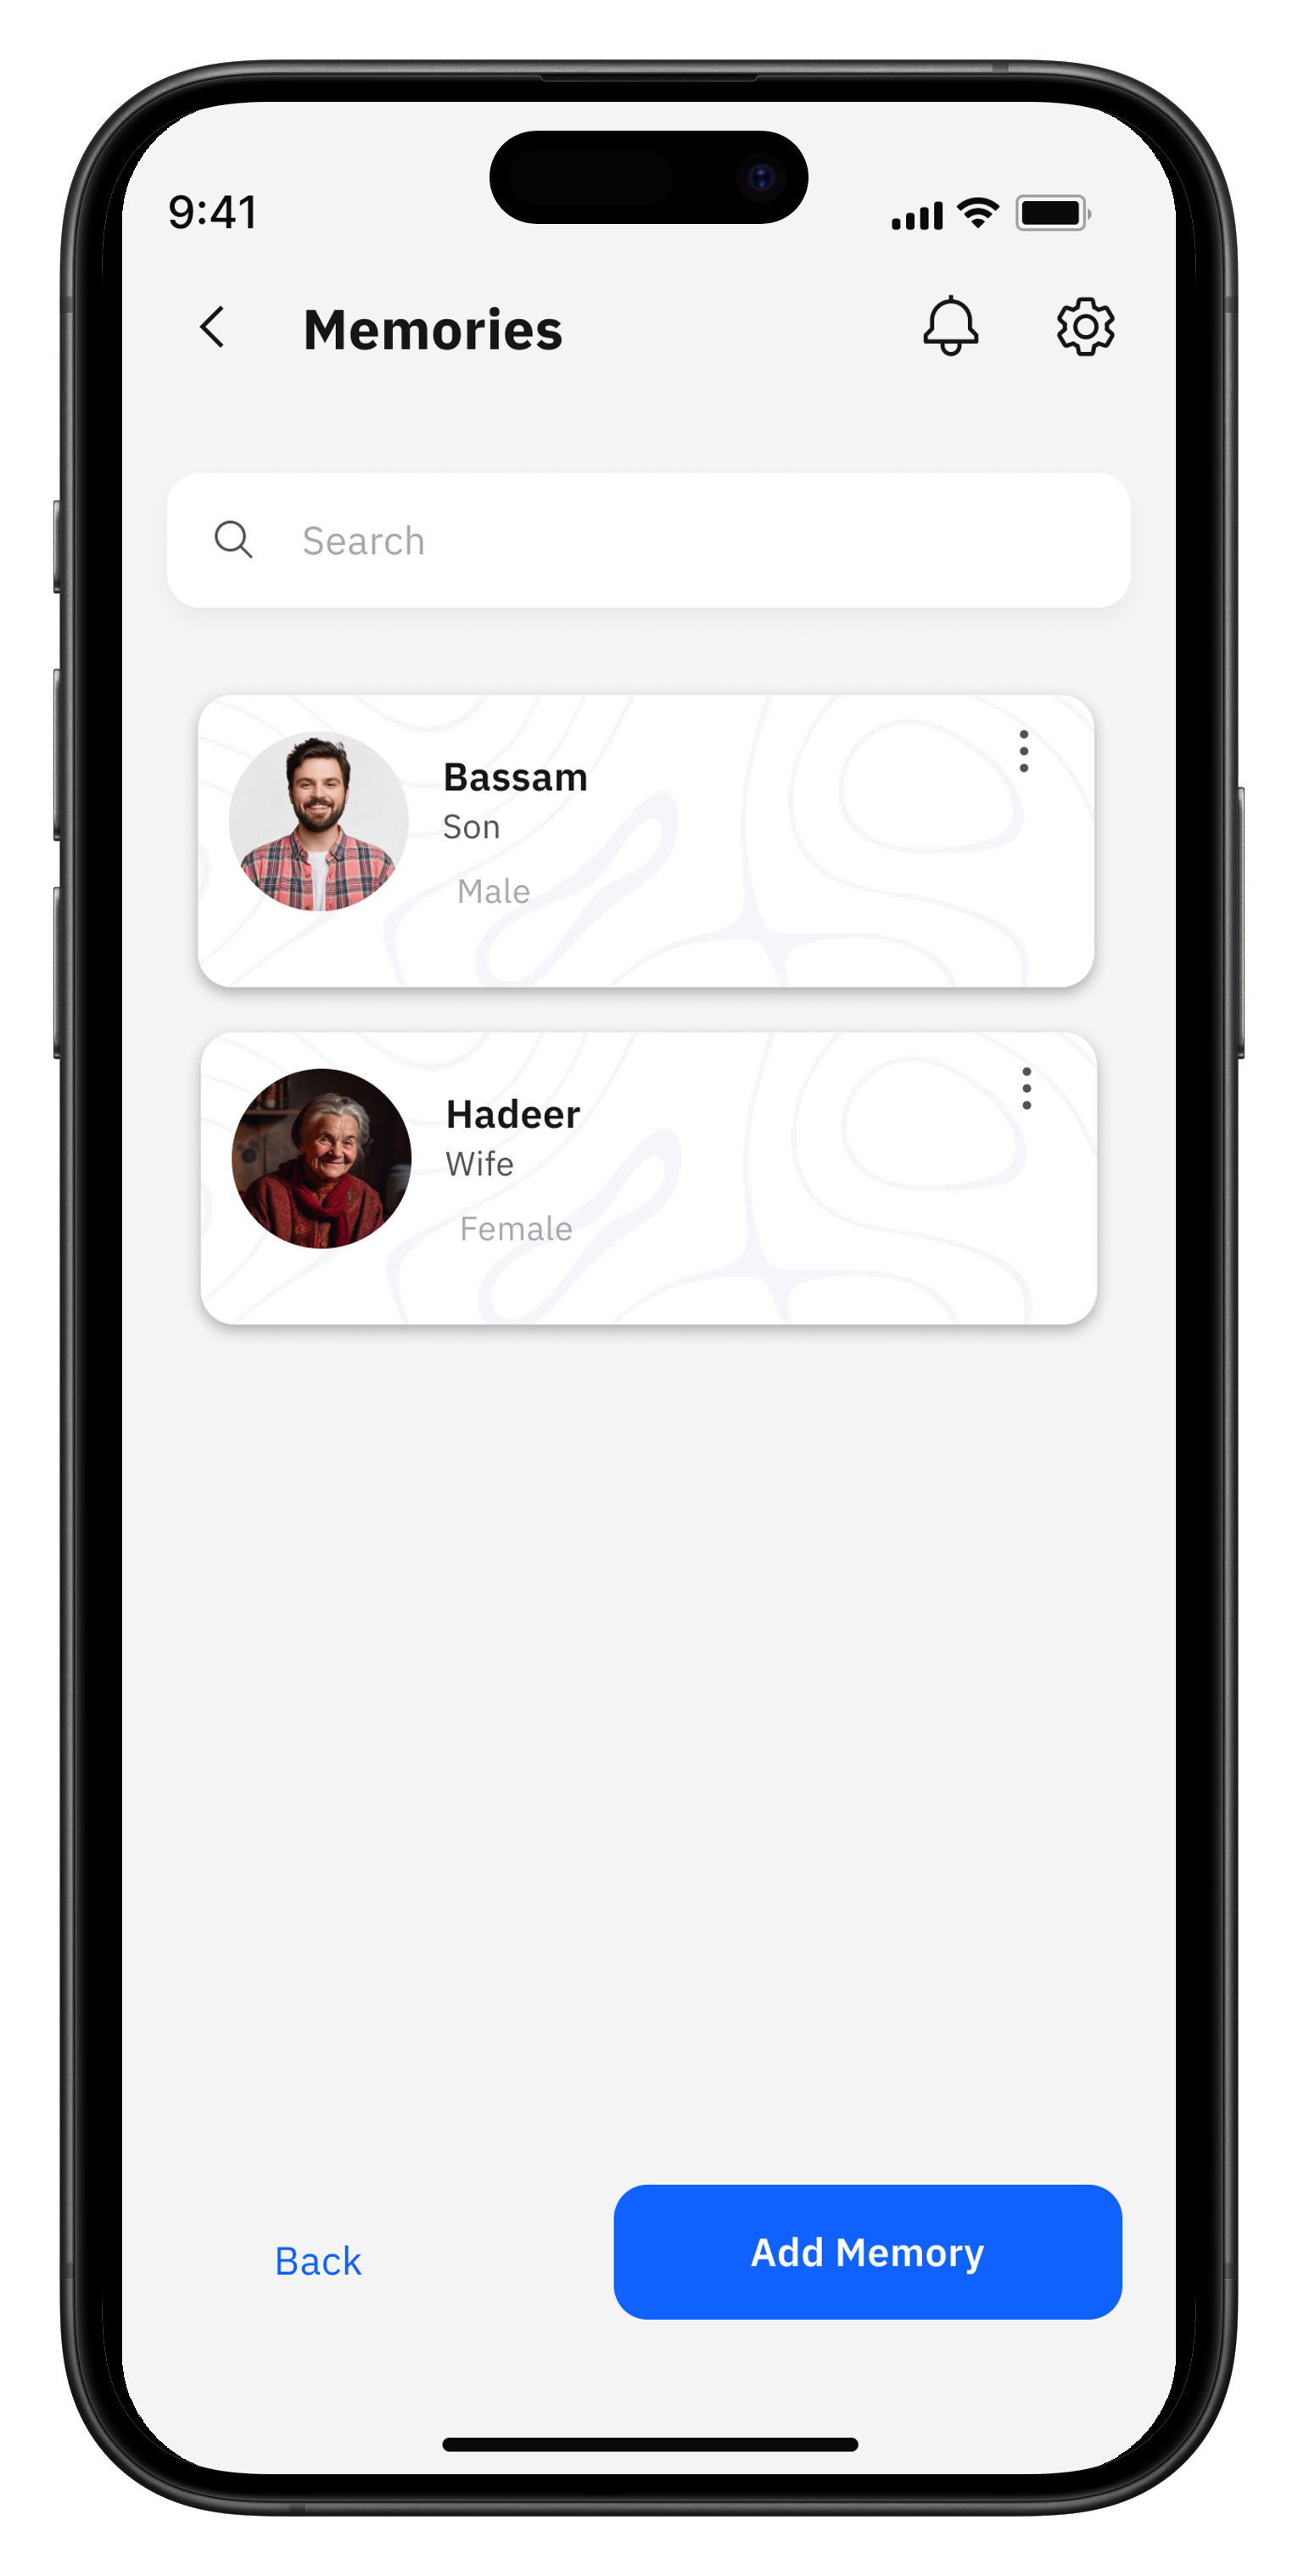 9:41
Memories
Search
Bassam
Son
Male
Hadeer
Wife
Female
Back
Add Memory